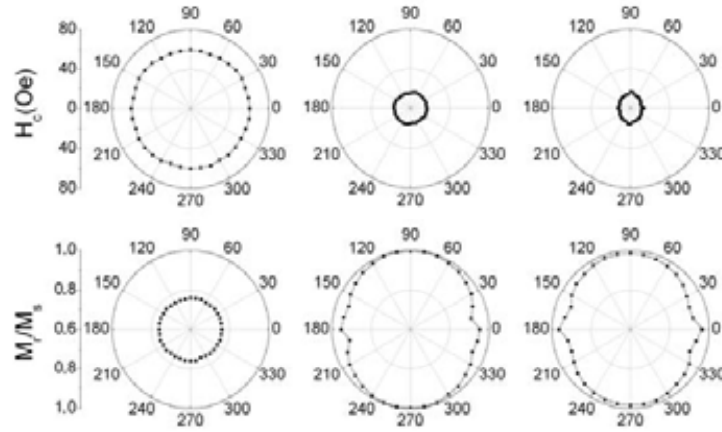 80 90 90 90
120 60 120 60 120 60
40 150 30 150 30 150 30
H_c(Oe) 0 180 0 180 0 180 0
40 210 330 210 330 210 330
240 300 240 300 240 300
80 270 270 270
1.0 90 90 90
120 60 120 60 120 60
0.8 150 30 150 30 150 30
M_r/M_s 0.6 180 0 180 0 180 0
0.8 210 330 210 330 210 330
240 300 240 300 240 300
1.0 270 270 270